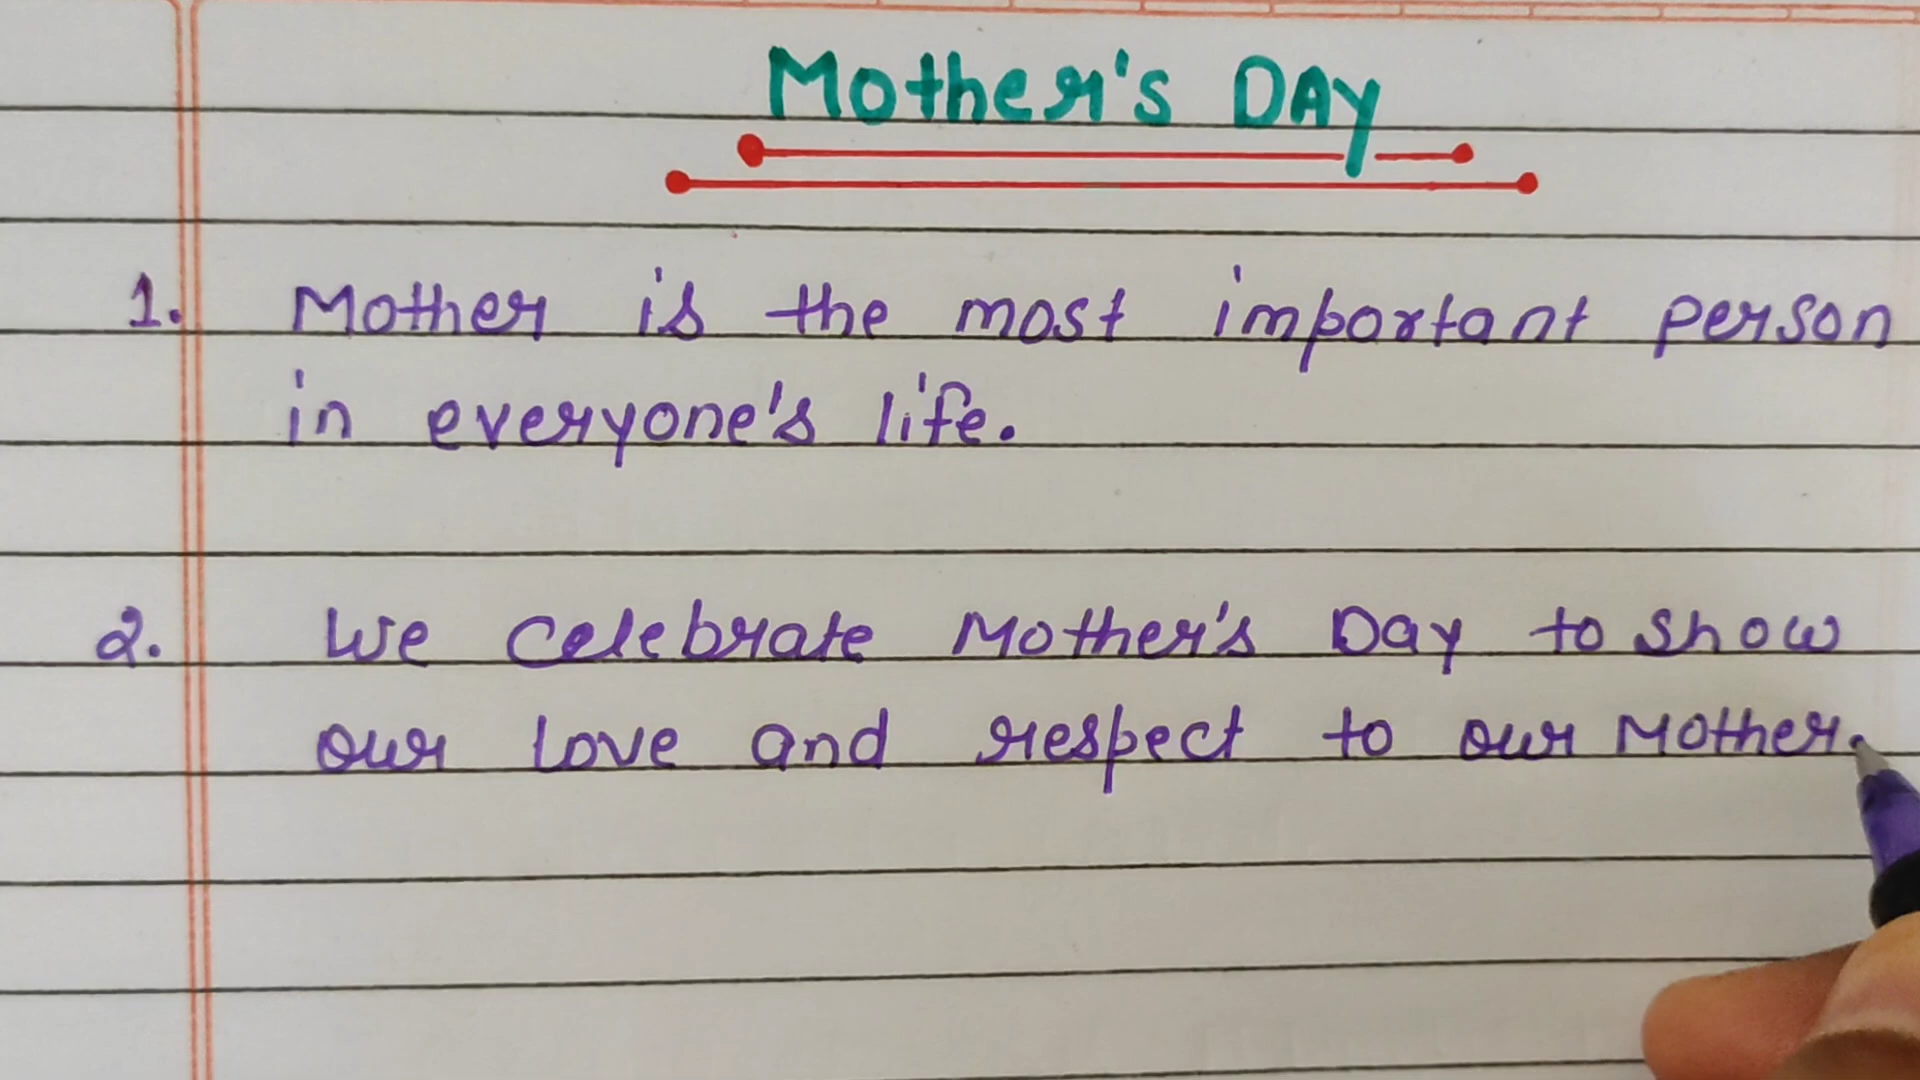 Mother's DAY
1. Mother is the most important person
in everyone's life.
2. We celebrate Mother's Day to show
our love and respect to our Mother.